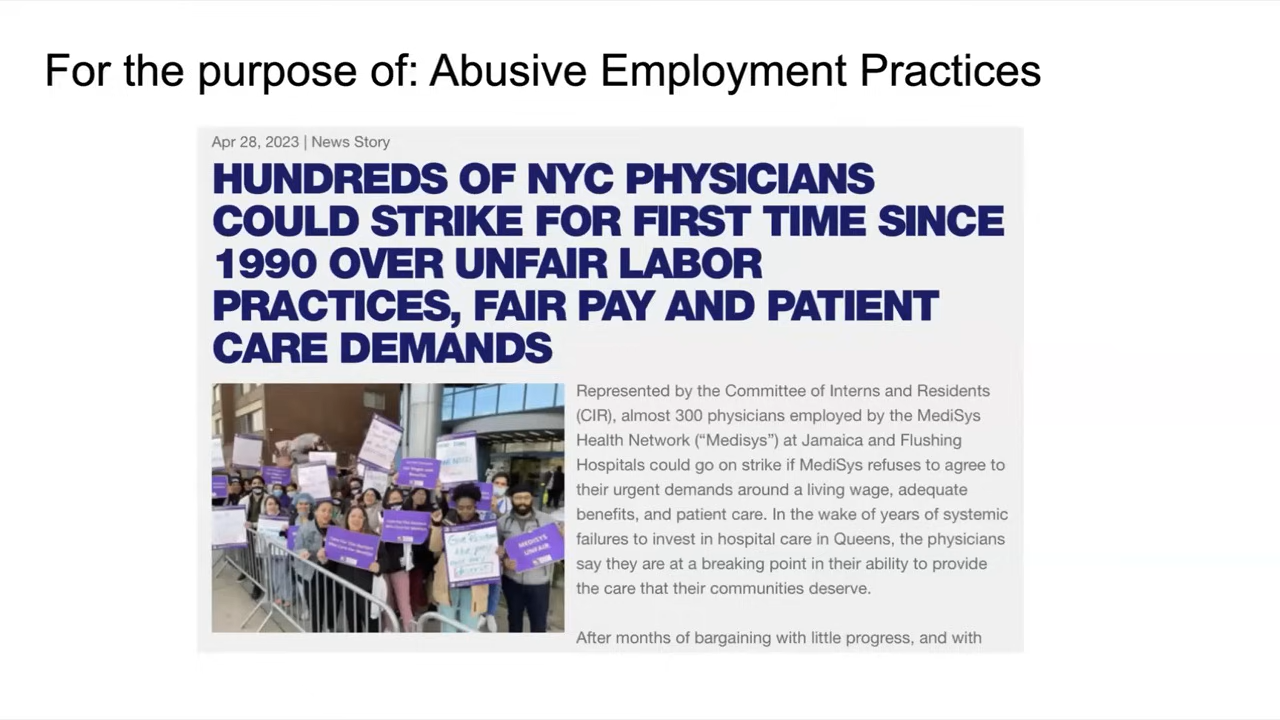 For the purpose of: Abusive Employment Practices
Apr 28, 2023 | News Story
HUNDREDS OF NYC PHYSICIANS
COULD STRIKE FOR FIRST TIME SINCE
1990 OVER UNFAIR LABOR
PRACTICES, FAIR PAY AND PATIENT
CARE DEMANDS
Represented by the Committee of Interns and Residents
(CIR), almost 300 physicians employed by the MediSys
Health Network (“Medisys”) at Jamaica and Flushing
Hospitals could go on strike if MediSys refuses to agree to
their urgent demands around a living wage, adequate
benefits, and patient care. In the wake of years of systemic
failures to invest in hospital care in Queens, the physicians
say they are at a breaking point in their ability to provide
the care that their communities deserve.
After months of bargaining with little progress, and with
MEDISYS
UNFAIR